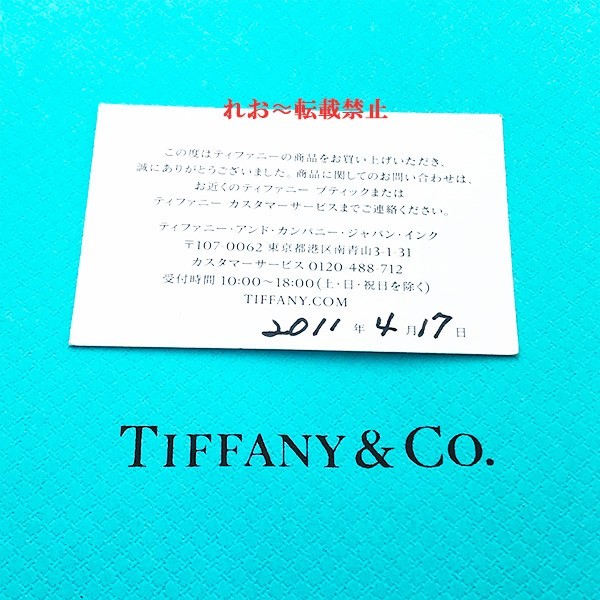 れお～転載禁止
この度はティファニーの商品をお買い上げいただき、
誠にありがとうございました。商品に関してのお問い合わせは、
お近くのティファニー ブティックまたは
ティファニー カスタマーサービスまでご連絡ください。
ティファニー・アンド・カンパニー・ジャパン・インク
〒107-0062 東京都港区南青山3-1-31
カスタマーサービス 0120-488-712
受付時間 10:00～18:00(土・日・祝日を除く)
TIFFANY.COM
2011 年 4 月 17 日
TIFFANY & CO.